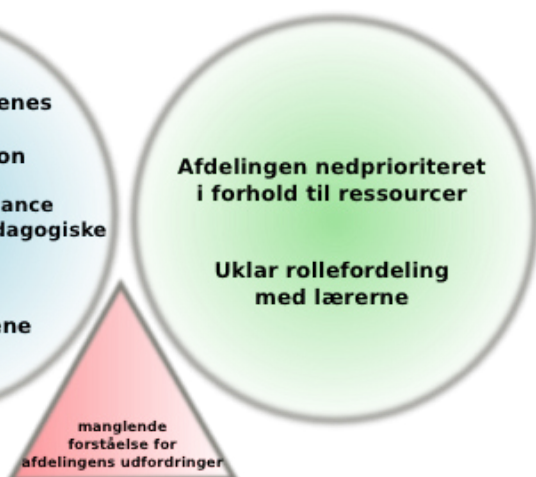 enes
on
ance
dagogiske
ene
Afdelingen nedprioriteret
i forhold til ressourcer
Uklar rollefordeling
med lærerne
manglende
forståelse for
afdelingens udfordringer